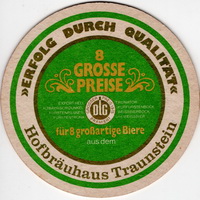 »ERFOLG DURCH QUALITÄT«
8
GROSSE
PREISE
DLG
für 8 großartige Biere
aus dem
Hofbräuhaus Traunstein